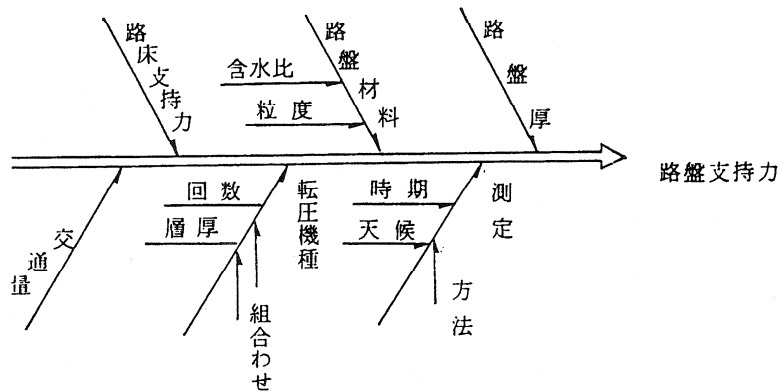 路床支持力
含水比
粒度
路盤材料
路盤厚
路盤支持力
交通量
回数
層厚
転圧機種
組合わせ
時期
天候
測定
方法